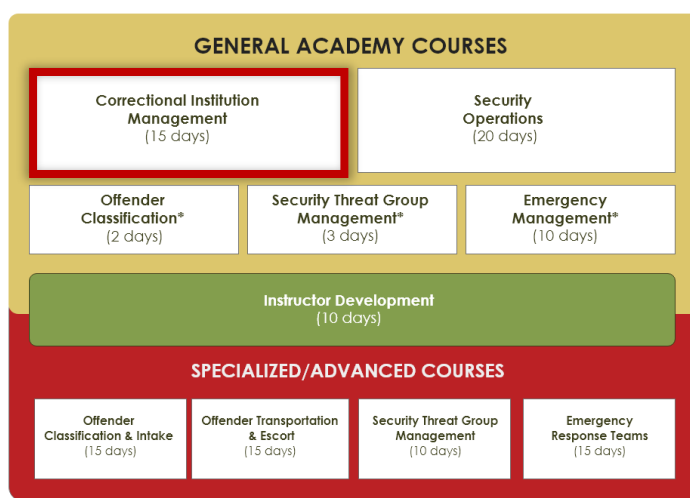 GENERAL ACADEMY COURSES
Correctional Institution
Management
(15 days)
Security
Operations
(20 days)
Offender
Classification*
(2 days)
Security Threat Group
Management*
(3 days)
Emergency
Management*
(10 days)
Instructor Development
(10 days)
SPECIALIZED/ADVANCED COURSES
Offender
Classification & Intake
(15 days)
Offender Transportation
& Escort
(15 days)
Security Threat Group
Management
(10 days)
Emergency
Response Teams
(15 days)